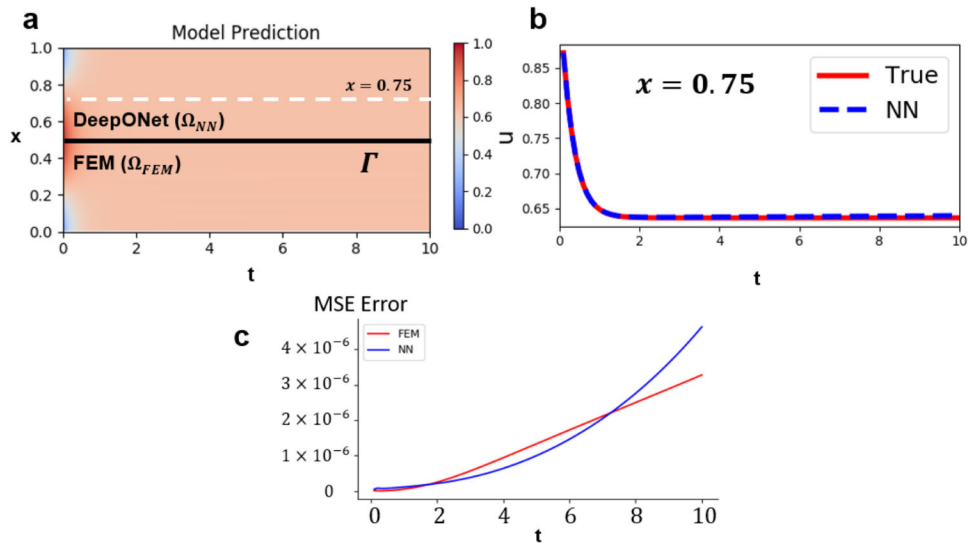 a
Model Prediction
1.0
0.8
0.6
0.4
0.2
0.0
x
x = 0.75
DeepONet (Ω_NN)
FEM (Ω_FEM)
Γ
0 2 4 6 8 10
t
1.0
0.8
0.6
0.4
0.2
0.0
b
0.85
0.80
0.75
0.70
0.65
u
x = 0.75
True
NN
0 2 4 6 8 10
t
c
MSE Error
FEM
NN
4 × 10⁻⁶
3 × 10⁻⁶
2 × 10⁻⁶
1 × 10⁻⁶
0
0 2 4 6 8 10
t